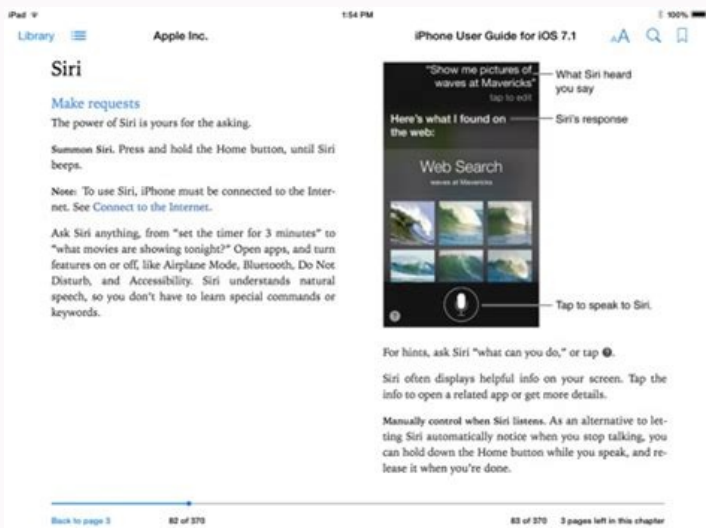 iPad
1:54 PM
100%
Library
Apple Inc.
iPhone User Guide for iOS 7.1
AA
Siri
Make requests
The power of Siri is yours for the asking.
Summon Siri. Press and hold the Home button, until Siri
beeps.
Note: To use Siri, iPhone must be connected to the Inter-
net. See Connect to the Internet.
Ask Siri anything, from "set the timer for 3 minutes" to
"what movies are showing tonight?" Open apps, and turn
features on or off, like Airplane Mode, Bluetooth, Do Not
Disturb, and Accessibility. Siri understands natural
speech, so you don't have to learn special commands or
keywords.
"Show me pictures of
waves at Mavericks"
tap to edit
What Siri heard
you say
Here's what I found on
the web:
Siri's response
Web Search
waves at Mavericks
?
Tap to speak to Siri.
For hints, ask Siri "what can you do," or tap ?.
Siri often displays helpful info on your screen. Tap the
info to open a related app or get more details.
Manually control when Siri listens. As an alternative to let-
ting Siri automatically notice when you stop talking, you
can hold down the Home button while you speak, and re-
lease it when you're done.
Back to page 3
82 of 370
83 of 370
3 pages left in this chapter